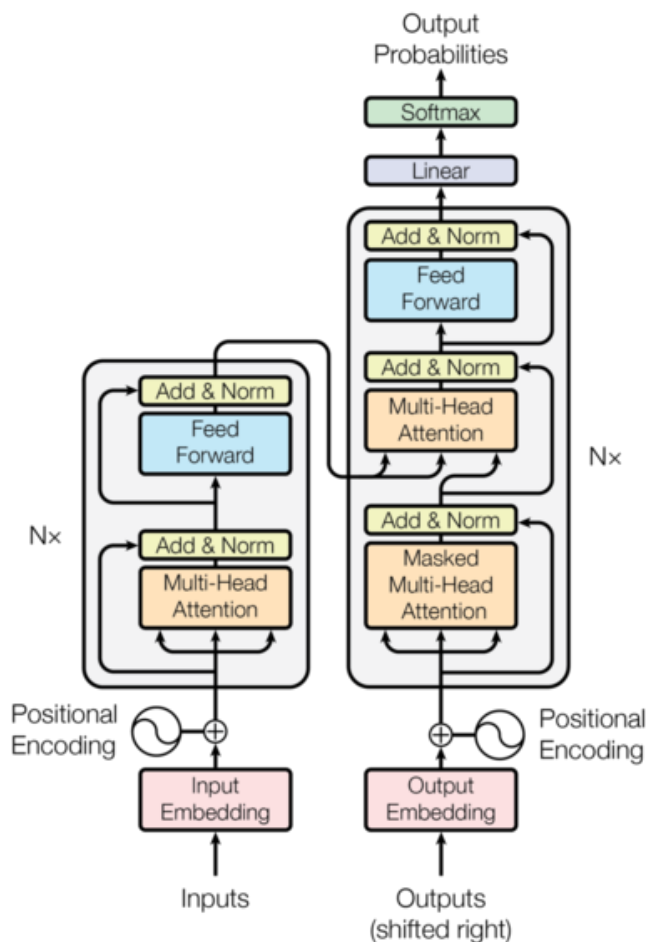 Output
Probabilities
Softmax
Linear
Add & Norm
Feed
Forward
Add & Norm
Multi-Head
Attention
Add & Norm
Masked
Multi-Head
Attention
N×
Add & Norm
Feed
Forward
Add & Norm
Multi-Head
Attention
N×
Positional
Encoding
Positional
Encoding
Input
Embedding
Output
Embedding
Inputs
Outputs
(shifted right)